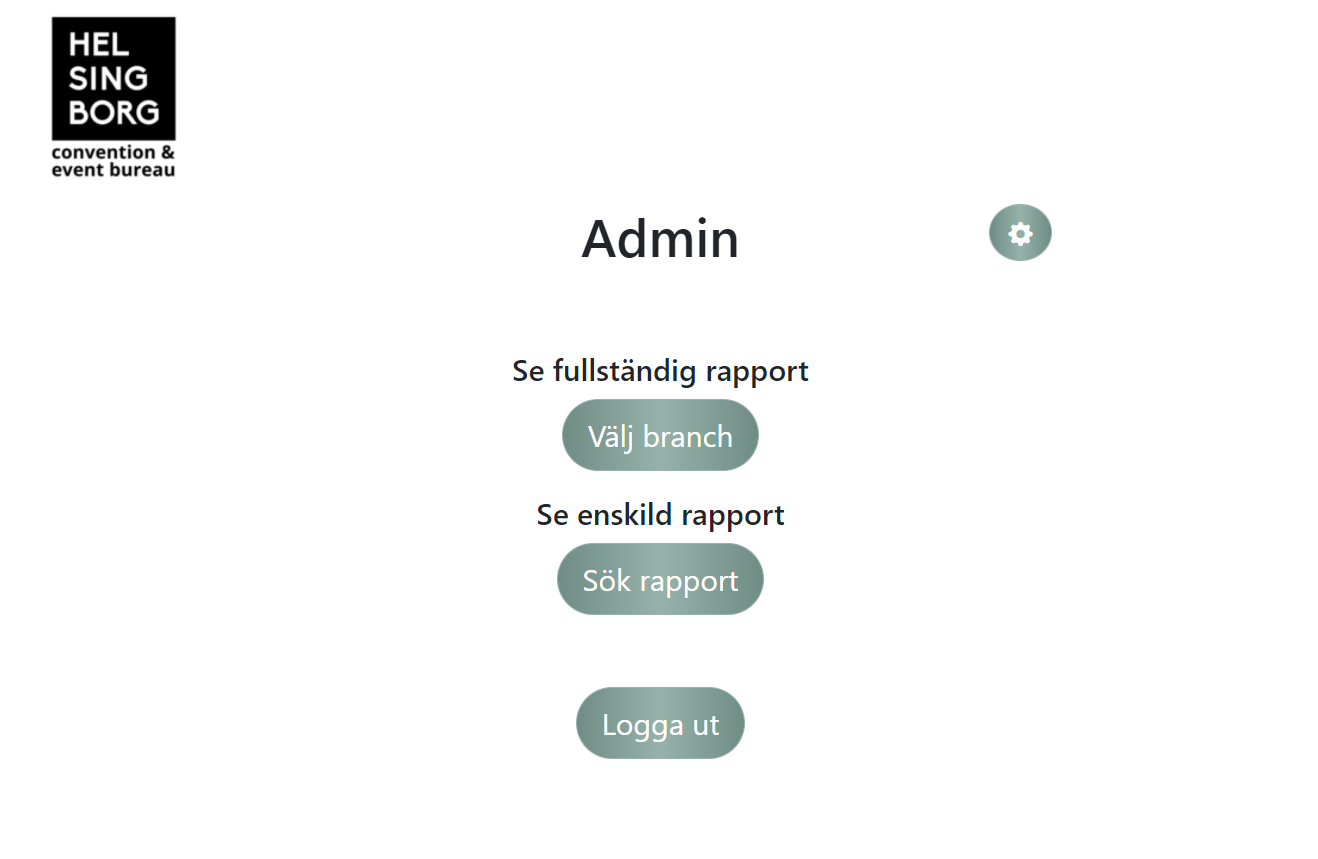 HEL
SING
BORG
convention &
event bureau
Admin
Se fullständig rapport
Välj branch
Se enskild rapport
Sök rapport
Logga ut